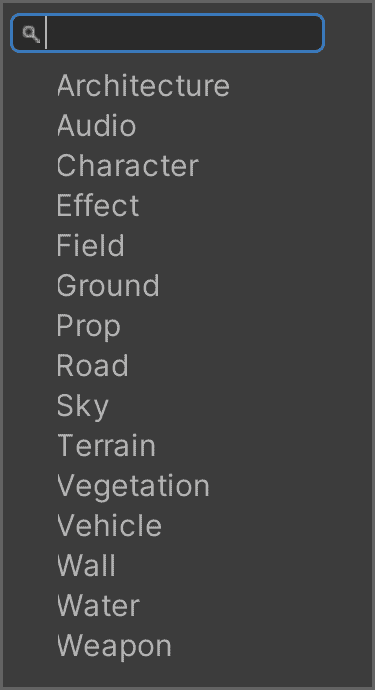 Architecture
Audio
Character
Effect
Field
Ground
Prop
Road
Sky
Terrain
Vegetation
Vehicle
Wall
Water
Weapon